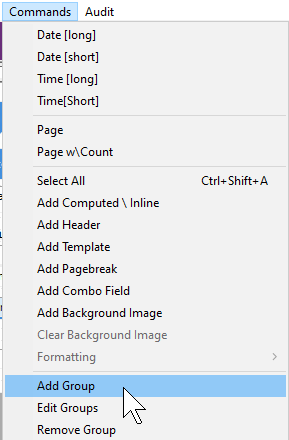 Commands Audit
Date [long]
Date [short]
Time [long]
Time[Short]
Page
Page w\Count
Select All Ctrl+Shift+A
Add Computed \ Inline
Add Header
Add Template
Add Pagebreak
Add Combo Field
Add Background Image
Clear Background Image
Formatting
Add Group
Edit Groups
Remove Group